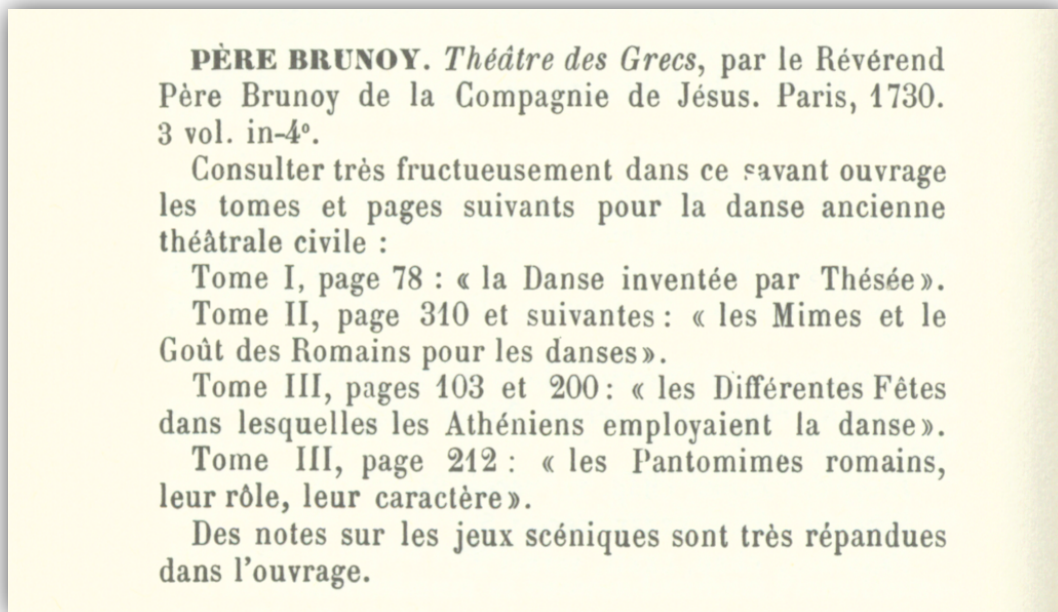 PÈRE BRUNOY. Théâtre des Grecs, par le Révérend
Père Brunoy de la Compagnie de Jésus. Paris, 1730.
3 vol. in-4º.
Consulter très fructueusement dans ce savant ouvrage
les tomes et pages suivants pour la danse ancienne
théâtrale civile :
Tome I, page 78 : « la Danse inventée par Thésée».
Tome II, page 310 et suivantes : « les Mimes et le
Goût des Romains pour les danses».
Tome III, pages 103 et 200 : « les Différentes Fêtes
dans lesquelles les Athéniens employaient la danse».
Tome III, page 212 : « les Pantomimes romains,
leur rôle, leur caractère».
Des notes sur les jeux scéniques sont très répandues
dans l'ouvrage.